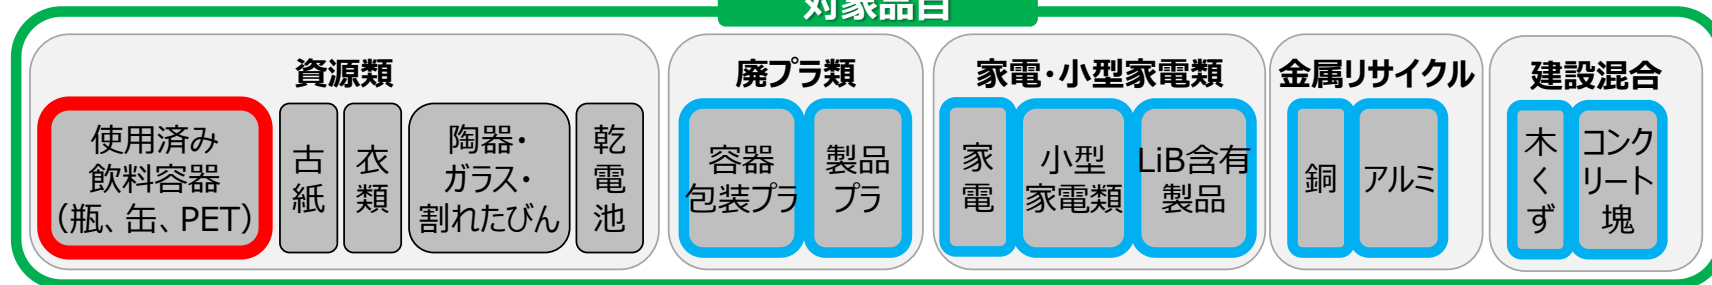 対象品目
資源類
使用済み
飲料容器
（瓶、缶、PET）
古紙
衣類
陶器・
ガラス・
割れたびん
乾電池
廃プラ類
容器
包装プラ
製品
プラ
家電・小型家電類
家電
小型
家電類
LiB含有
製品
金属リサイクル
銅
アルミ
建設混合
木くず
コンク
リート
塊